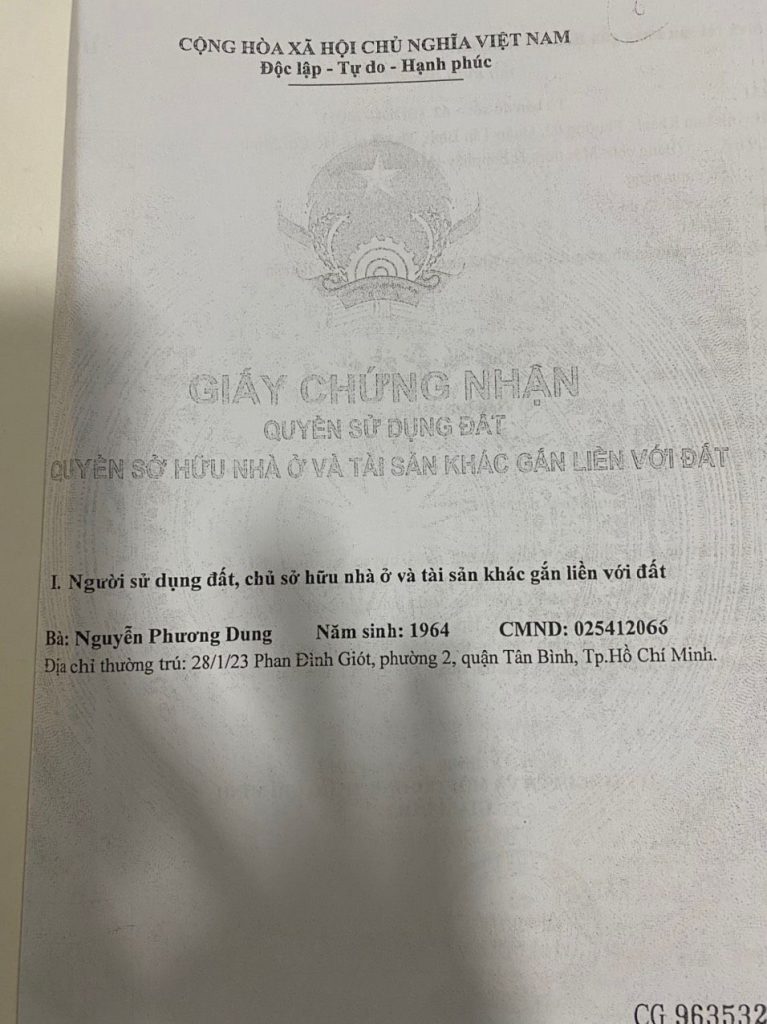 CỘNG HÒA XÃ HỘI CHỦ NGHĨA VIỆT NAM
Độc lập - Tự do - Hạnh phúc
GIẤY CHỨNG NHẬN
QUYỀN SỬ DỤNG ĐẤT
QUYỀN SỞ HỮU NHÀ Ở VÀ TÀI SẢN KHÁC GẮN LIỀN VỚI ĐẤT
I. Người sử dụng đất, chủ sở hữu nhà ở và tài sản khác gắn liền với đất
Bà: Nguyễn Phương Dung Năm sinh: 1964 CMND: 025412066
Địa chỉ thường trú: 28/1/23 Phan Đình Giót, phường 2, quận Tân Bình, Tp.Hồ Chí Minh.
CG 963532